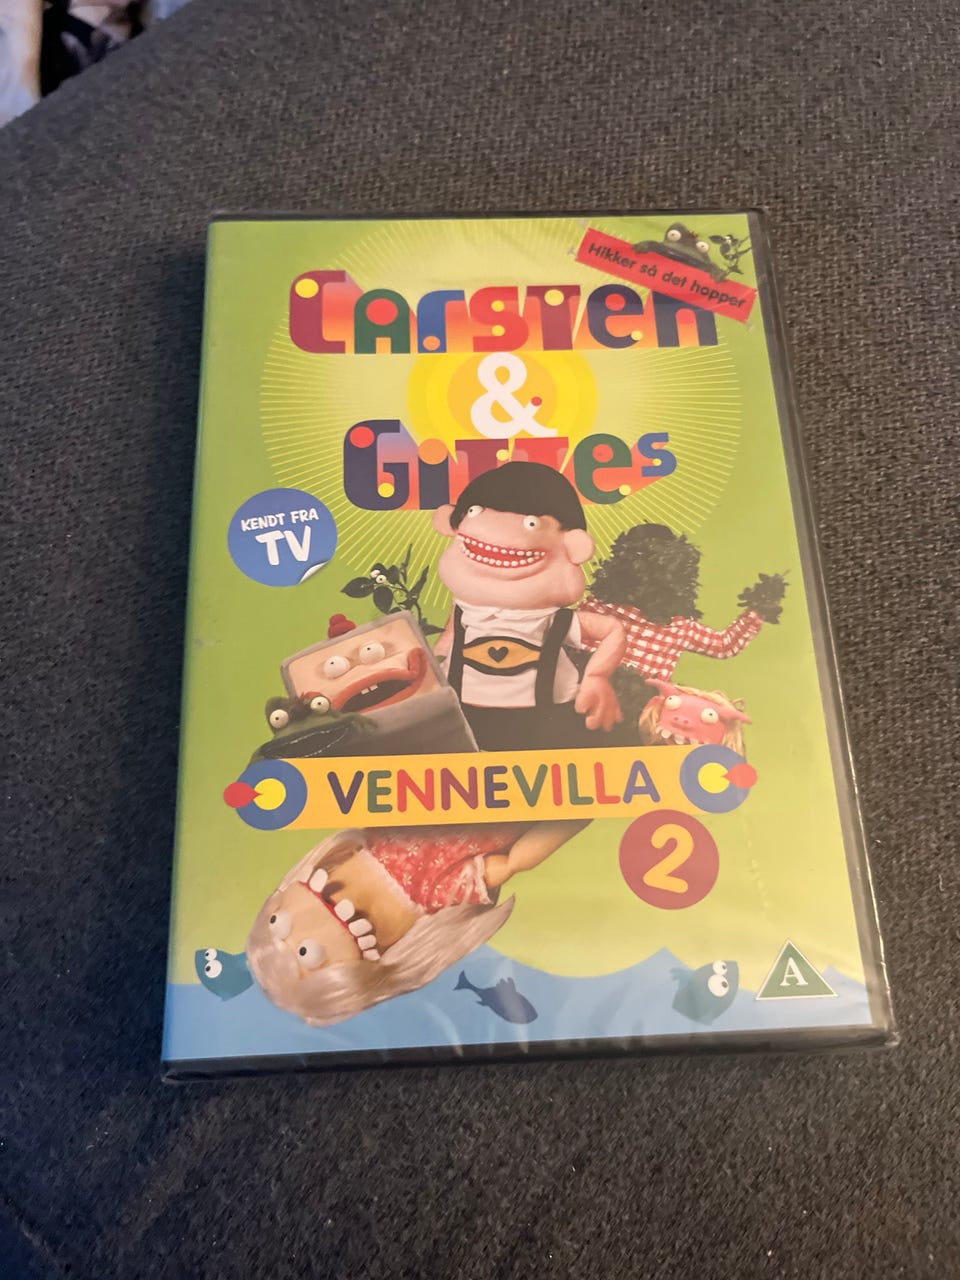 Hikker så det hopper
Carsten
&
Gittes
KENDT FRA
TV
VENNEVILLA
2
A